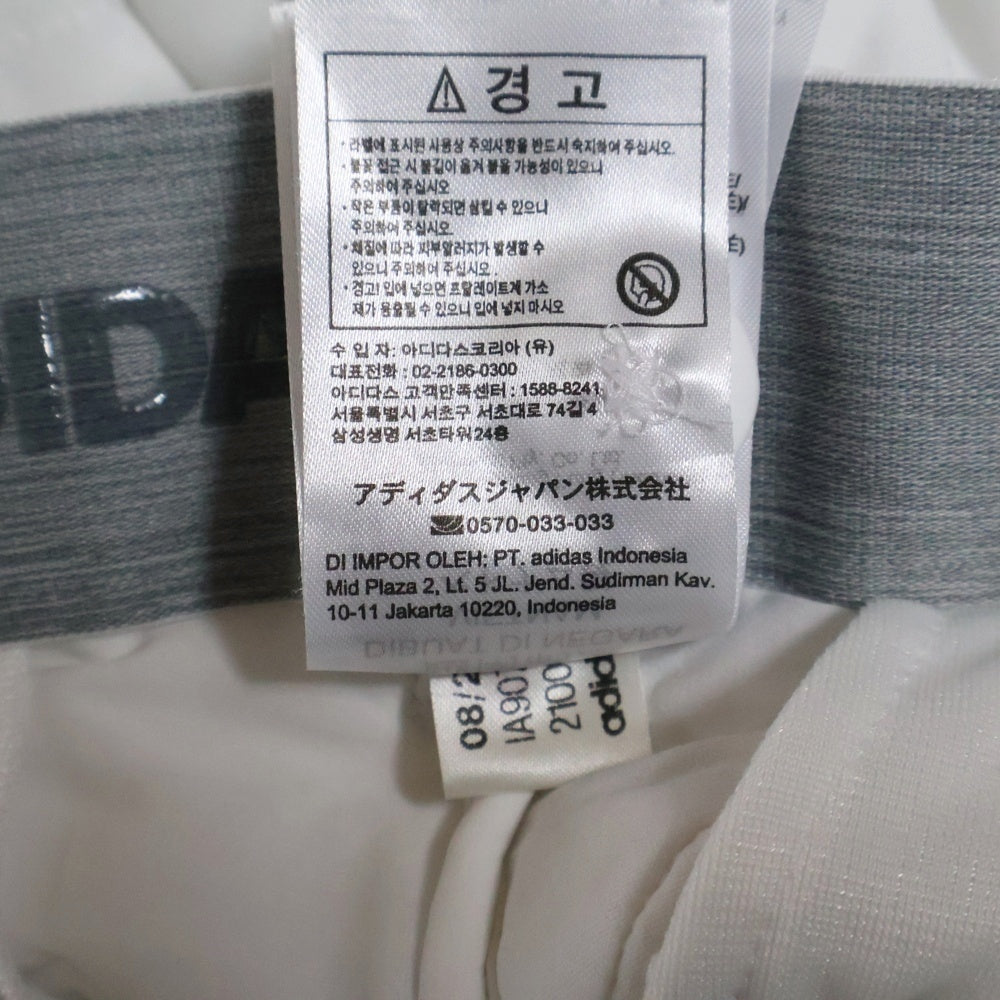 경고
· 라벨에 표시된 사용상 주의사항을 반드시 숙지하여 주십시오.
· 불꽃 접근 시 불길이 옮겨 붙을 가능성이 있으니
주의하여 주십시오
· 작은 부품이 탈락되면 삼킬 수 있으니
주의하여 주십시오.
· 체질에 따라 피부알러지가 발생할 수
있으니 주의하여 주십시오.
· 경고! 입에 넣으면 프탈레이트계 가소
제가 용출될 수 있으니 입에 넣지 마시오
수 입 자: 아디다스코리아 (유)
대표전화 : 02-2186-0300
아디다스 고객만족센터 : 1588-8241
서울특별시 서초구 서초대로 74길 4
삼성생명 서초타워 24층
Co. Ltd.
アディダスジャパン株式会社
0570-033-033
DI IMPOR OLEH: PT. adidas Indonesia
Mid Plaza 2, Lt. 5 JL. Jend. Sudirman Kav.
10-11 Jakarta 10220, Indonesia
DIBUAT DI NEGARA
08/2
IA907
2100
adid
DIDA